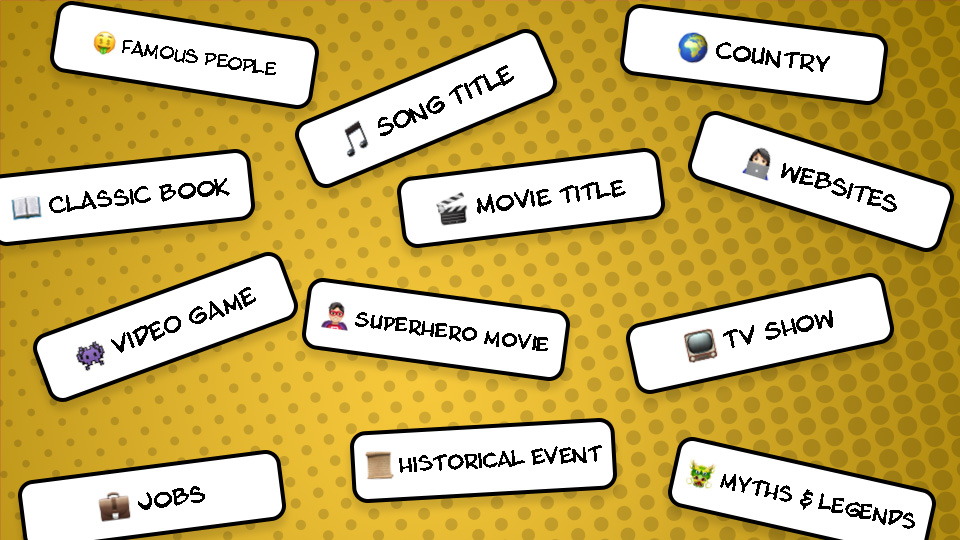 FAMOUS PEOPLE
SONG TITLE
COUNTRY
CLASSIC BOOK
MOVIE TITLE
WEBSITES
VIDEO GAME
SUPERHERO MOVIE
TV SHOW
JOBS
HISTORICAL EVENT
MYTHS & LEGENDS